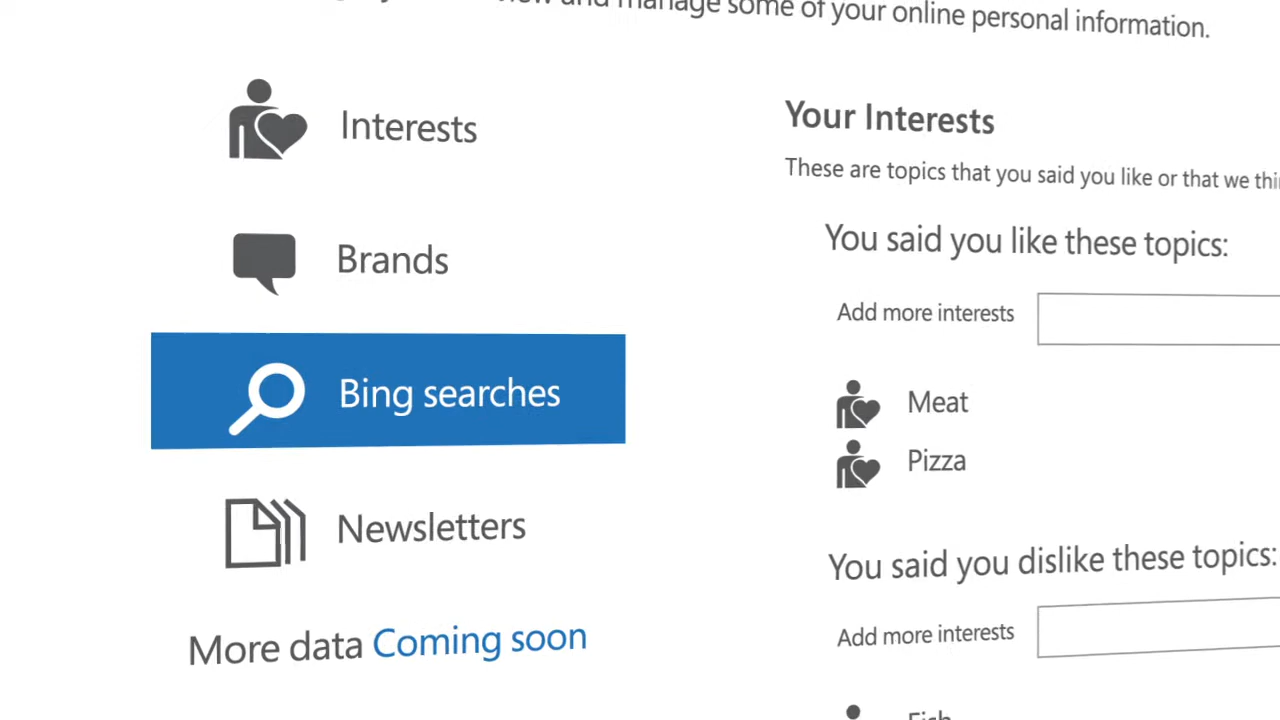 and manage some of your online personal information.
Interests
Brands
Bing searches
Newsletters
More data Coming soon
Your Interests
These are topics that you said you like or that we
You said you like these topics:
Add more interests
Meat
Pizza
You said you dislike these topics:
Add more interests
Fish